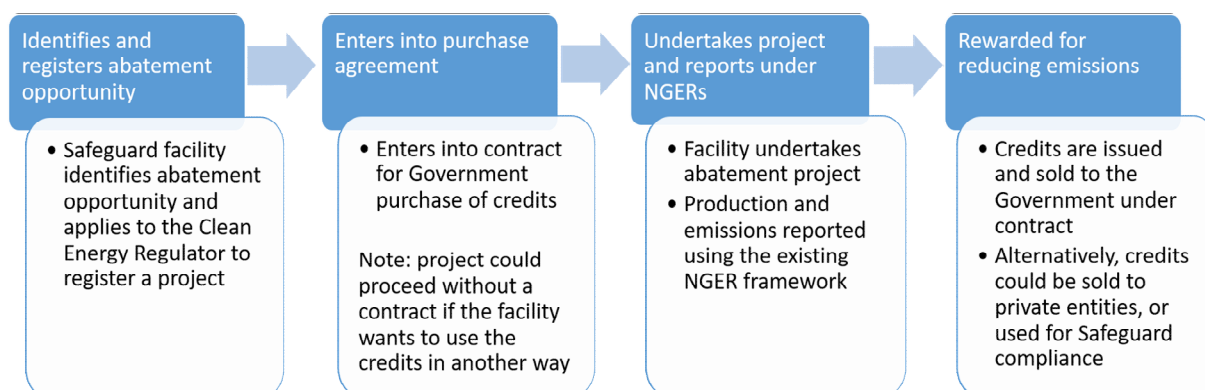 Identifies and
registers abatement
opportunity
• Safeguard facility
identifies abatement
opportunity and
applies to the Clean
Energy Regulator to
register a project
Enters into purchase
agreement
• Enters into contract
for Government
purchase of credits
Note: project could
proceed without a
contract if the facility
wants to use the
credits in another way
Undertakes project
and reports under
NGERs
• Facility undertakes
abatement project
• Production and
emissions reported
using the existing
NGER framework
Rewarded for
reducing emissions
• Credits are issued
and sold to the
Government under
contract
• Alternatively, credits
could be sold to
private entities, or
used for Safeguard
compliance